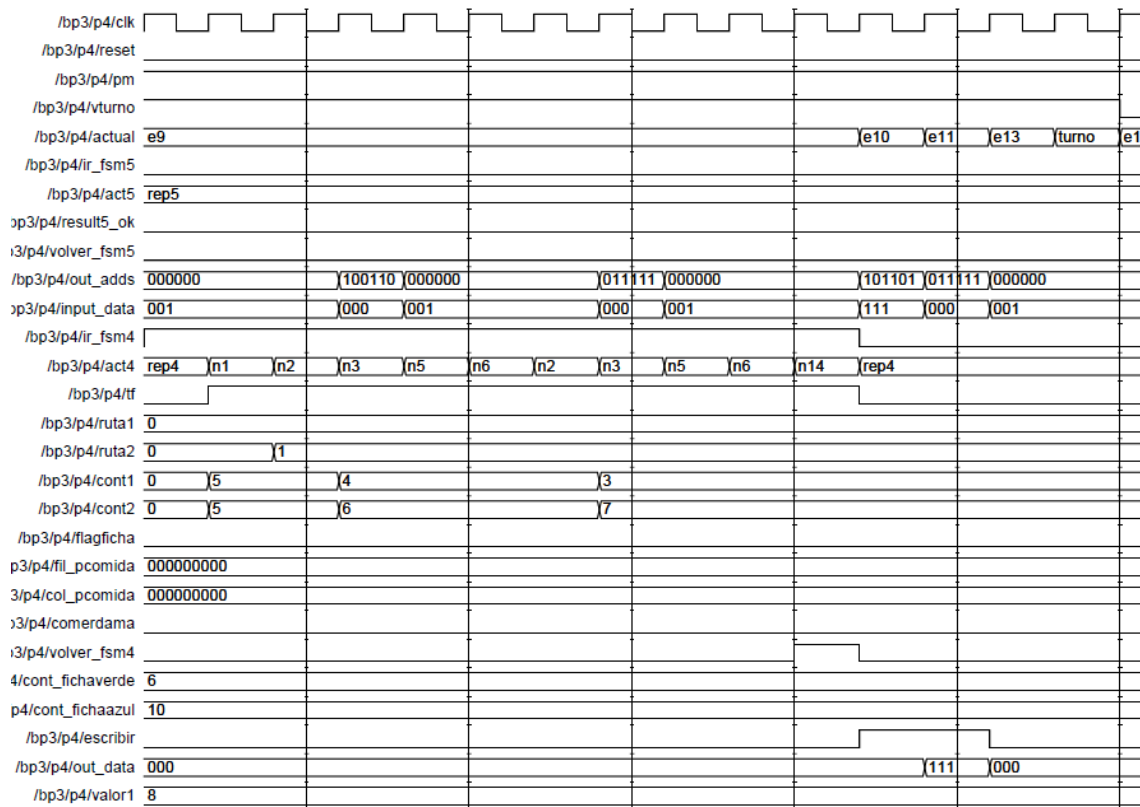 /bp3/p4/clk
/bp3/p4/reset
/bp3/p4/pm
/bp3/p4/vturno
/bp3/p4/actual e9 e10 e11 e13 turno e1
/bp3/p4/ir_fsm5
/bp3/p4/act5 rep5
bp3/p4/result5_ok
3/p4/volver_fsm5
/bp3/p4/out_adds 000000 100110 000000 011111 000000 101101 011111 000000
bp3/p4/input_data 001 000 001 000 001 111 000 001
/bp3/p4/ir_fsm4
/bp3/p4/act4 rep4 n1 n2 n3 n5 n6 n2 n3 n5 n6 n14 rep4
/bp3/p4/tf
/bp3/p4/ruta1 0
/bp3/p4/ruta2 0 1
/bp3/p4/cont1 0 5 4 3
/bp3/p4/cont2 0 5 6 7
/bp3/p4/flagficha
p3/p4/fil_pcomida 000000000
3/p4/col_pcomida 000000000
3/p4/comerdama
3/p4/volver_fsm4
4/cont_fichaverde 6
p4/cont_fichaazul 10
/bp3/p4/escribir
/bp3/p4/out_data 000 111 000
/bp3/p4/valor1 8